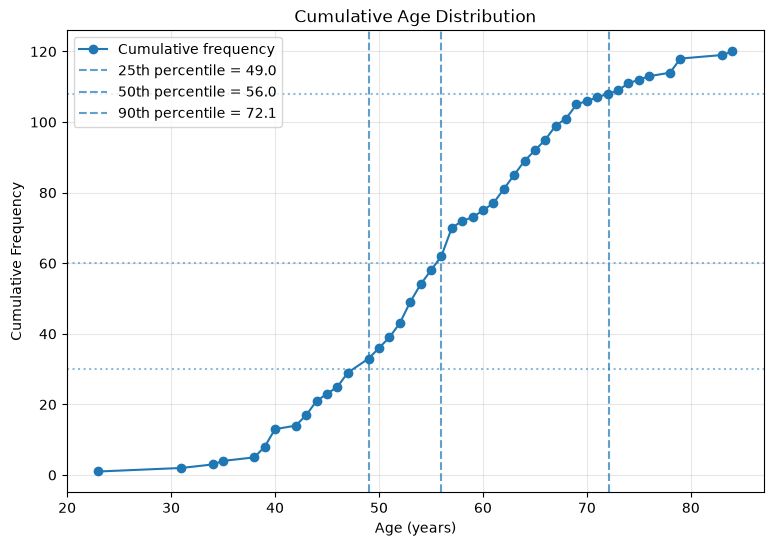 Cumulative Age Distribution
Cumulative frequency
25th percentile = 49.0
50th percentile = 56.0
90th percentile = 72.1
Cumulative Frequency
120
100
80
60
40
20
0
20 30 40 50 60 70 80
Age (years)